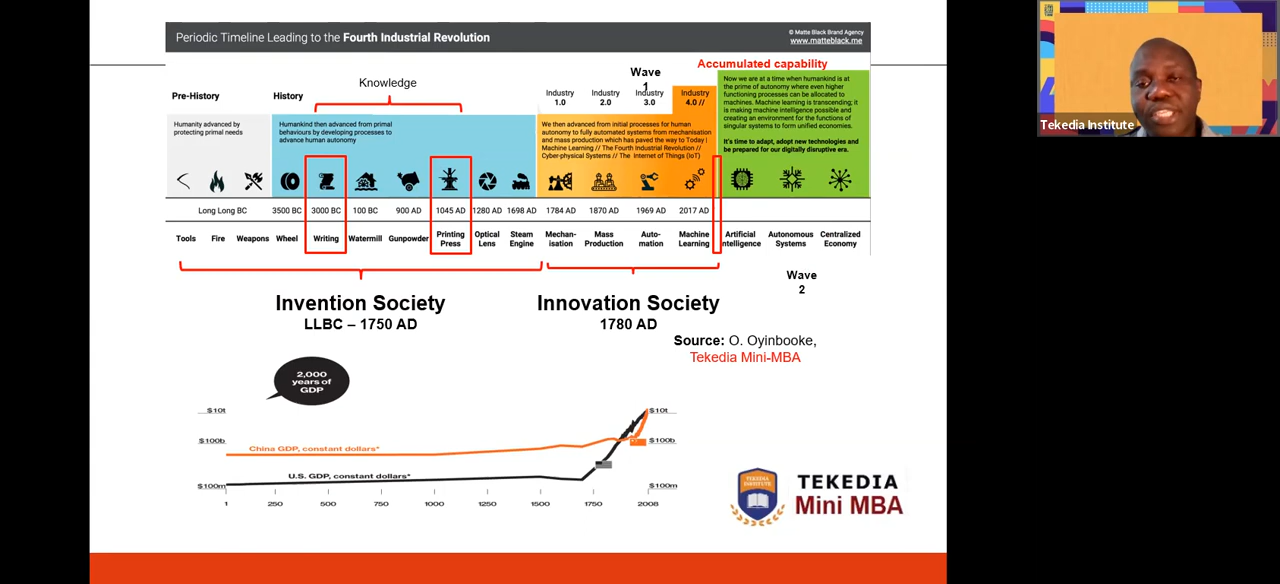 Periodic Timeline Leading to the Fourth Industrial Revolution
© Matte Black Brand Agency
www.matteblack.me
Accumulated capability
Wave
1
Knowledge
Pre-History
History
Industry
1.0
Industry
2.0
Industry
3.0
Industry
4.0 //
Now we are at a time when humankind is at
the prime of autonomy where even higher
functioning processes can be allocated to
machines. Machine learning is transcending; it
is making machine intelligence possible and
creating an environment for the functions of
singular systems to form unified economies.
It's time to adapt, adopt new technologies and
be prepared for our digitally disruptive era.
Humanity advanced by
protecting primal needs
Humankind then advanced from primal
behaviours by developing processes to
advance human autonomy
We then advanced from initial processes for human
autonomy to fully automated systems from mechanisation
and mass production which has paved the way to Today !
Machine Learning // The Fourth Industrial Revolution //
Cyber-physical Systems // The Internet of Things (IoT)
Long Long BC
3500 BC
3000 BC
100 BC
900 AD
1045 AD
1280 AD
1698 AD
1784 AD
1870 AD
1969 AD
2017 AD
Tools
Fire
Weapons
Wheel
Writing
Watermill
Gunpowder
Printing
Press
Optical
Lens
Steam
Engine
Mechan-
isation
Mass
Production
Auto-
mation
Machine
Learning
Artificial
Intelligence
Autonomous
Systems
Centralized
Economy
Wave
2
Invention Society
LLBC – 1750 AD
Innovation Society
1780 AD
Source: O. Oyinbooke,
Tekedia Mini-MBA
2,000
years of
GDP
$10t
$10t
$100b
$100b
China GDP, constant dollars*
U.S. GDP, constant dollars*
$100m
$100m
1
250
500
750
1000
1250
1500
1750
2008
TEKEDIA
INSTITUTE
TEKEDIA
Mini MBA
Tekedia Institute